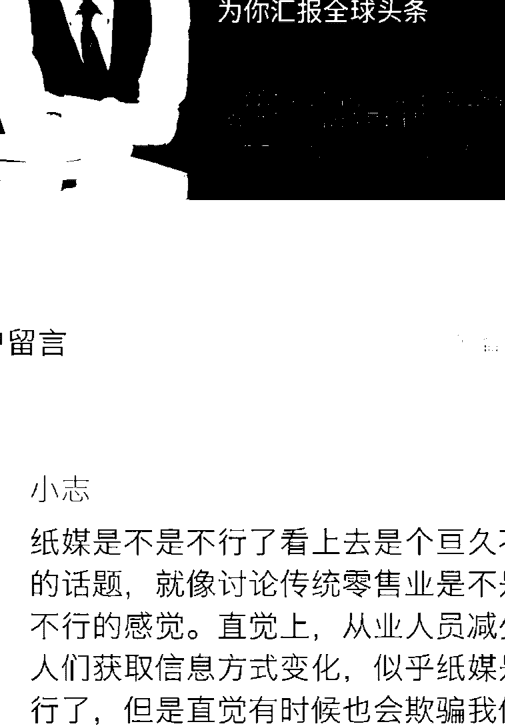 为你汇报全球头条
留言
小志
纸媒是不是不行了看上去是个亘久
的话题，就像讨论传统零售业是不
不行的感觉。直觉上，从业人员减
人们获取信息方式变化，似乎纸媒
行了，但是直觉有时候也会欺骗我